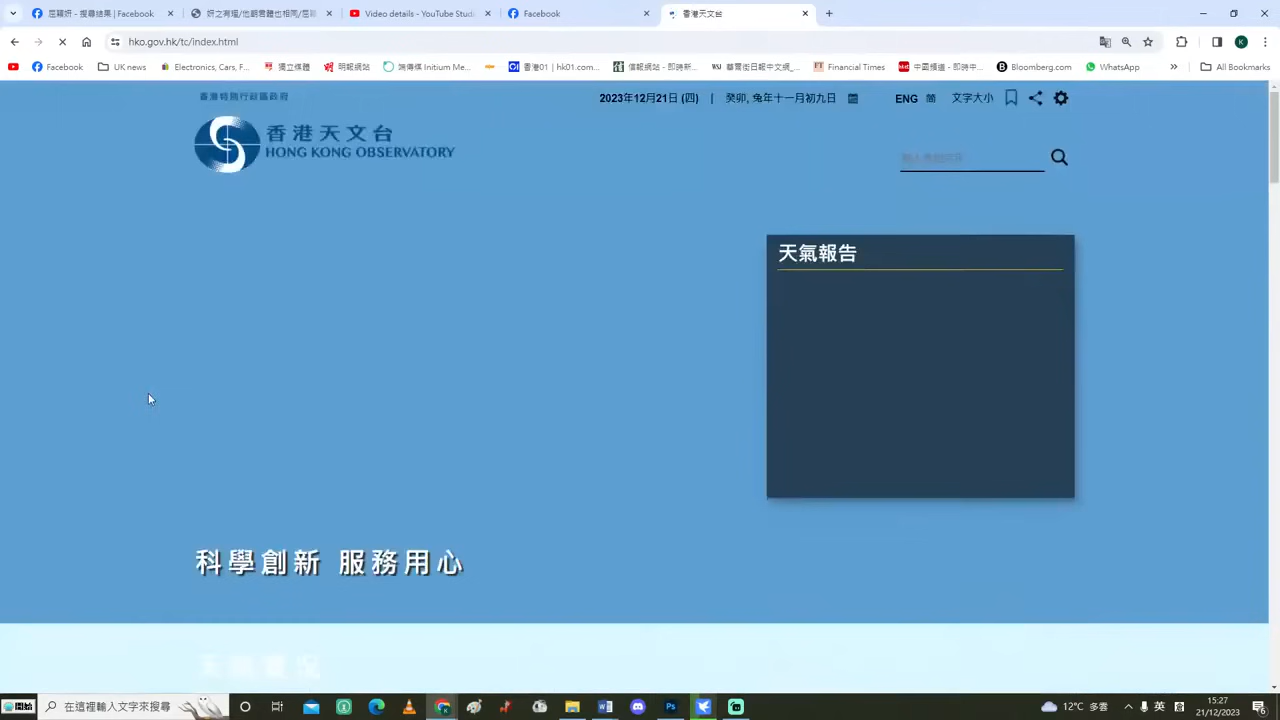 屈穎妍 - 搜尋結果 | Facebook
Video details - YouTube Studi
Facebook
香港天文台
hko.gov.hk/tc/index.html
K
Facebook
UK news
Electronics, Cars, F...
獨立媒體
明報網站
端傳媒 Initium Me...
香港01 | hk01.com...
信報網站 - 即時新...
華爾街日報中文網_...
Financial Times
中國頻道 - 即時中...
Bloomberg.com
WhatsApp
»
All Bookmarks
香港特別行政區政府
2023年12月21日 (四) | 癸卯, 兔年十一月初九日
ENG 簡 文字大小
香港天文台
HONG KONG OBSERVATORY
天氣報告
科學創新 服務用心
開始
在這裡輸入文字來搜尋
12°C 多雲
英
15:27
21/12/2023